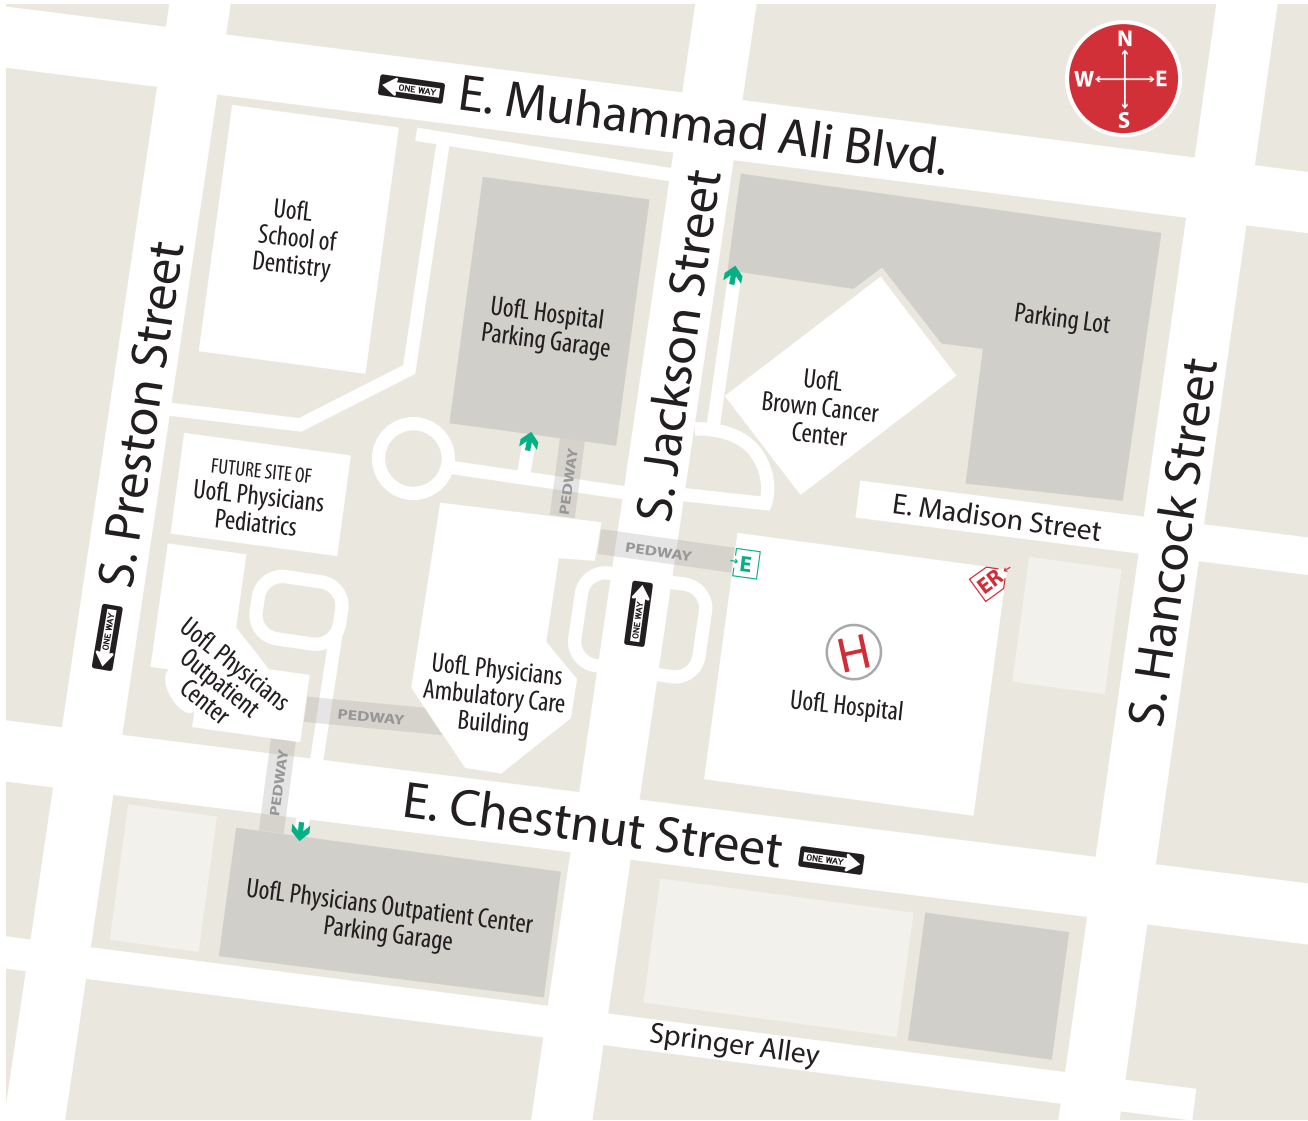 N
W E
S
ONE WAY
E. Muhammad Ali Blvd.
UofL
School of
Dentistry
UofL Hospital
Parking Garage
S. Jackson Street
Parking Lot
UofL
Brown Cancer
Center
S. Preston Street
S. Hancock Street
FUTURE SITE OF
UofL Physicians
Pediatrics
PEDWAY
E. Madison Street
PEDWAY
E
ER
ONE WAY
ONE WAY
UofL Physicians
Outpatient
Center
UofL Physicians
Ambulatory Care
Building
H
UofL Hospital
PEDWAY
PEDWAY
E. Chestnut Street
ONE WAY
UofL Physicians Outpatient Center
Parking Garage
Springer Alley